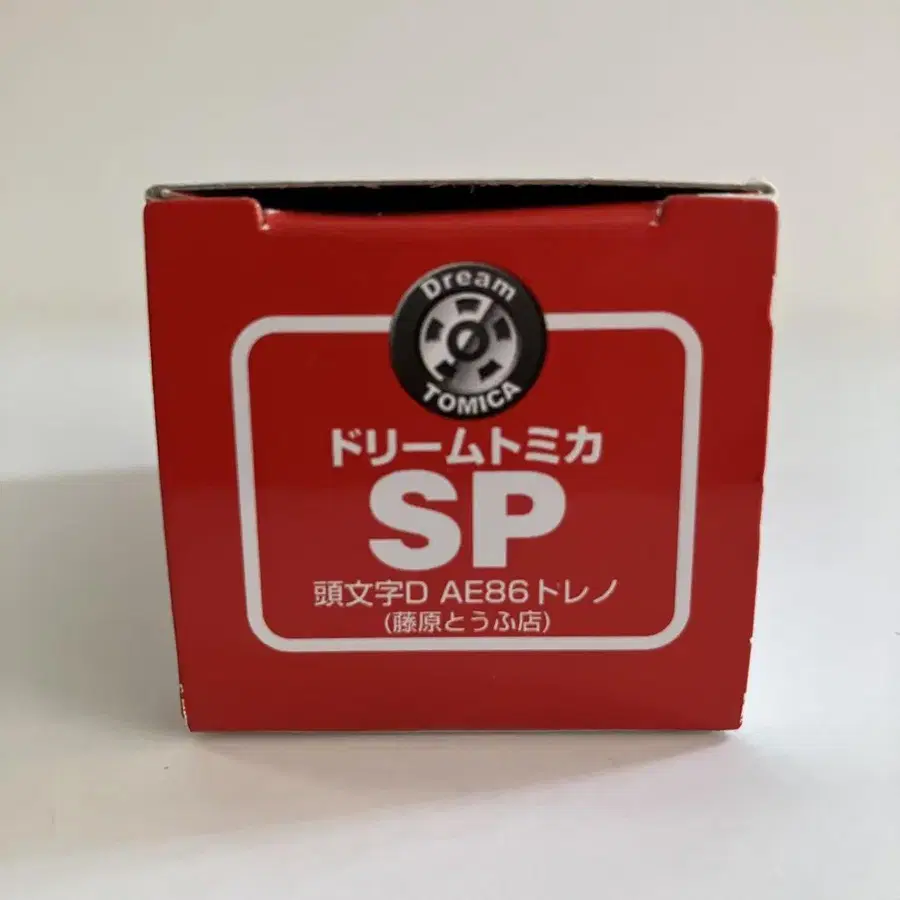 Dream
TOMICA
ドリームトミカ
SP
頭文字D AE86トレノ
(藤原とうふ店)